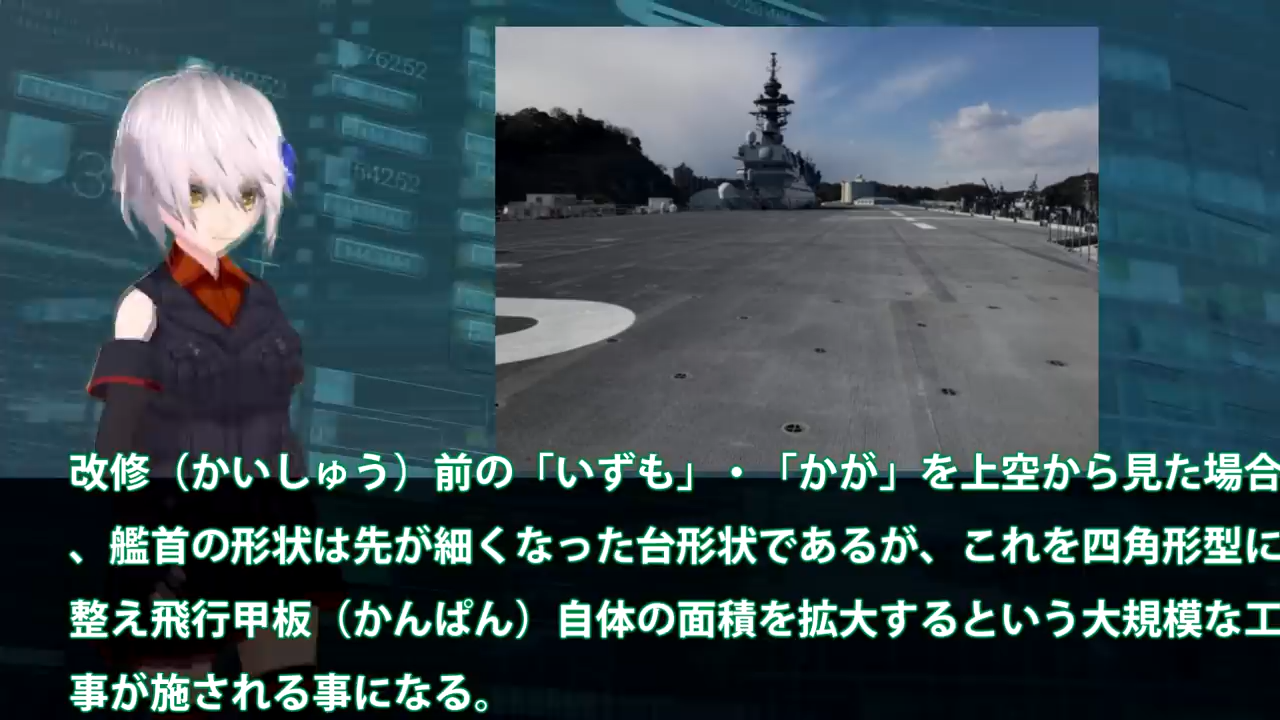 76252
46252
3
54252
改修（かいしゅう）前の「いずも」・「かが」を上空から見た場合
、艦首の形状は先が細くなった台形状であるが、これを四角形型に
整え飛行甲板（かんぱん）自体の面積を拡大するという大規模な工
事が施される事になる。